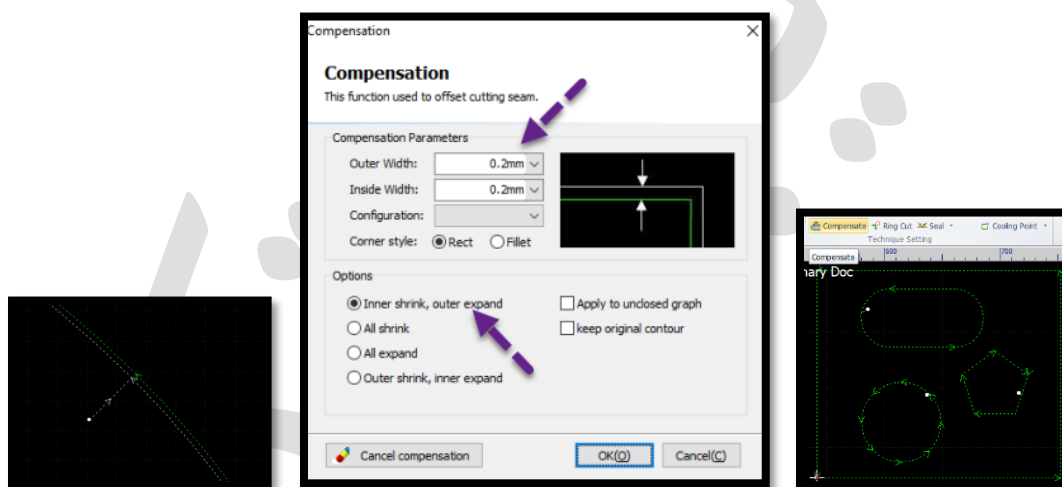 Compensation
Compensation
This function used to offset cutting seam.
Compensation Parameters
Outer Width: 0.2mm
Inside Width: 0.2mm
Configuration:
Corner style: Rect Fillet
Options
Inner shrink, outer expand Apply to unclosed graph
All shrink keep original contour
All expand
Outer shrink, inner expand
Cancel compensation OK(O) Cancel(C)
Compensate Ring Cut Seal Cooling Point
Technique Setting
Compensate 600 700
nary Doc